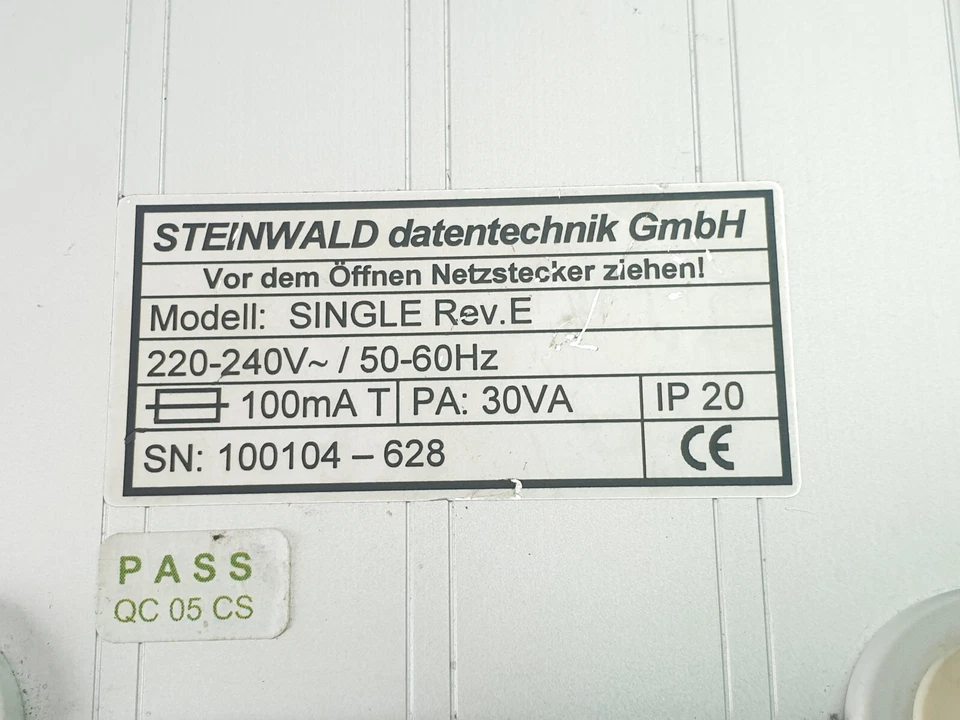 STEINWALD datentechnik GmbH
Vor dem Öffnen Netzstecker ziehen!
Modell: SINGLE Rev.E
220-240V~ / 50-60Hz
100mA T PA: 30VA IP 20
SN: 100104 – 628 CE
PASS
QC 05 CS